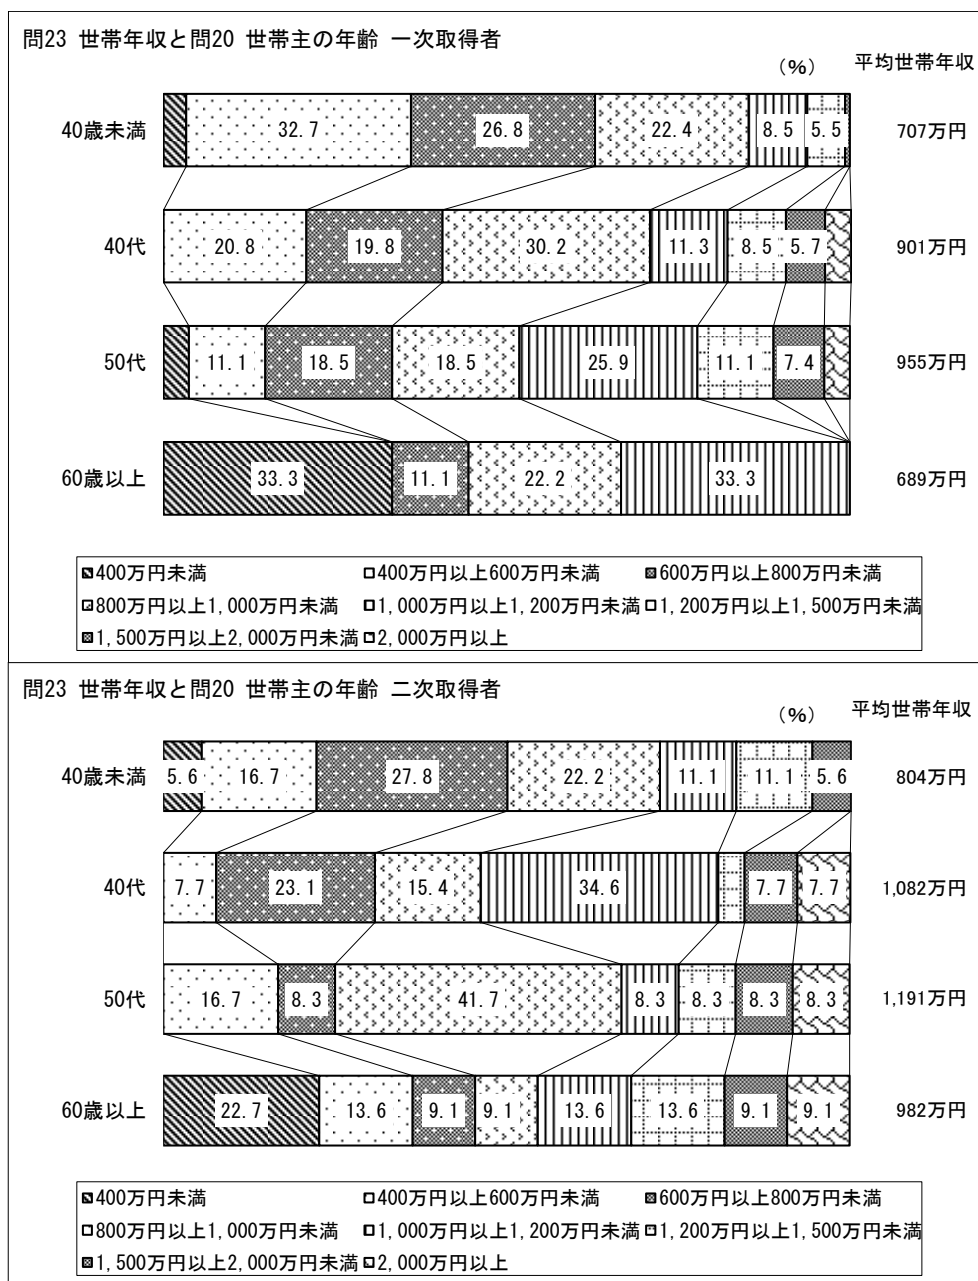 問23 世帯年収と問20 世帯主の年齢 一次取得者
（%） 平均世帯年収
40歳未満 32.7 26.8 22.4 8.5 5.5 707万円
40代 20.8 19.8 30.2 11.3 8.5 5.7 901万円
50代 11.1 18.5 18.5 25.9 11.1 7.4 955万円
60歳以上 33.3 11.1 22.2 33.3 689万円
400万円未満 400万円以上600万円未満 600万円以上800万円未満
800万円以上1,000万円未満 1,000万円以上1,200万円未満 1,200万円以上1,500万円未満
1,500万円以上2,000万円未満 2,000万円以上
問23 世帯年収と問20 世帯主の年齢 二次取得者
（%） 平均世帯年収
40歳未満 5.6 16.7 27.8 22.2 11.1 11.1 5.6 804万円
40代 7.7 23.1 15.4 34.6 7.7 7.7 1,082万円
50代 16.7 8.3 41.7 8.3 8.3 8.3 8.3 1,191万円
60歳以上 22.7 13.6 9.1 9.1 13.6 13.6 9.1 9.1 982万円
400万円未満 400万円以上600万円未満 600万円以上800万円未満
800万円以上1,000万円未満 1,000万円以上1,200万円未満 1,200万円以上1,500万円未満
1,500万円以上2,000万円未満 2,000万円以上